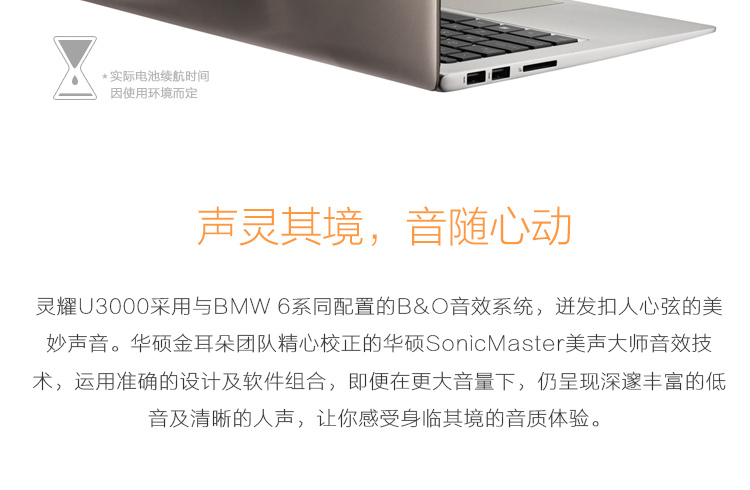 *实际电池续航时间
因使用环境而定
声灵其境，音随心动
灵耀U3000采用与BMW 6系同配置的B&O音效系统，迸发扣人心弦的美
妙声音。华硕金耳朵团队精心校正的华硕SonicMaster美声大师音效技
术，运用准确的设计及软件组合，即便在更大音量下，仍呈现深邃丰富的低
音及清晰的人声，让你感受身临其境的音质体验。